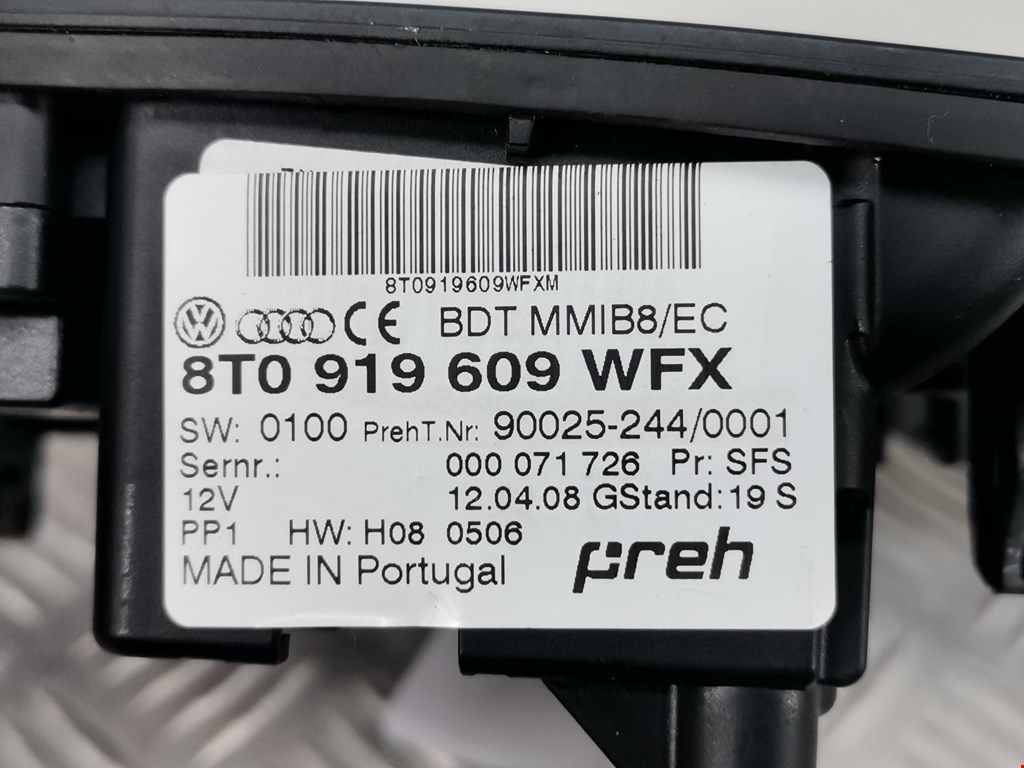 8T0919609WFXM
CE BDT MMIB8/EC
8T0 919 609 WFX
SW: 0100 PrehT.Nr: 90025-244/0001
Sernr.: 000 071 726 Pr: SFS
12V 12.04.08 GStand: 19 S
PP1 HW: H08 0506
MADE IN Portugal preh